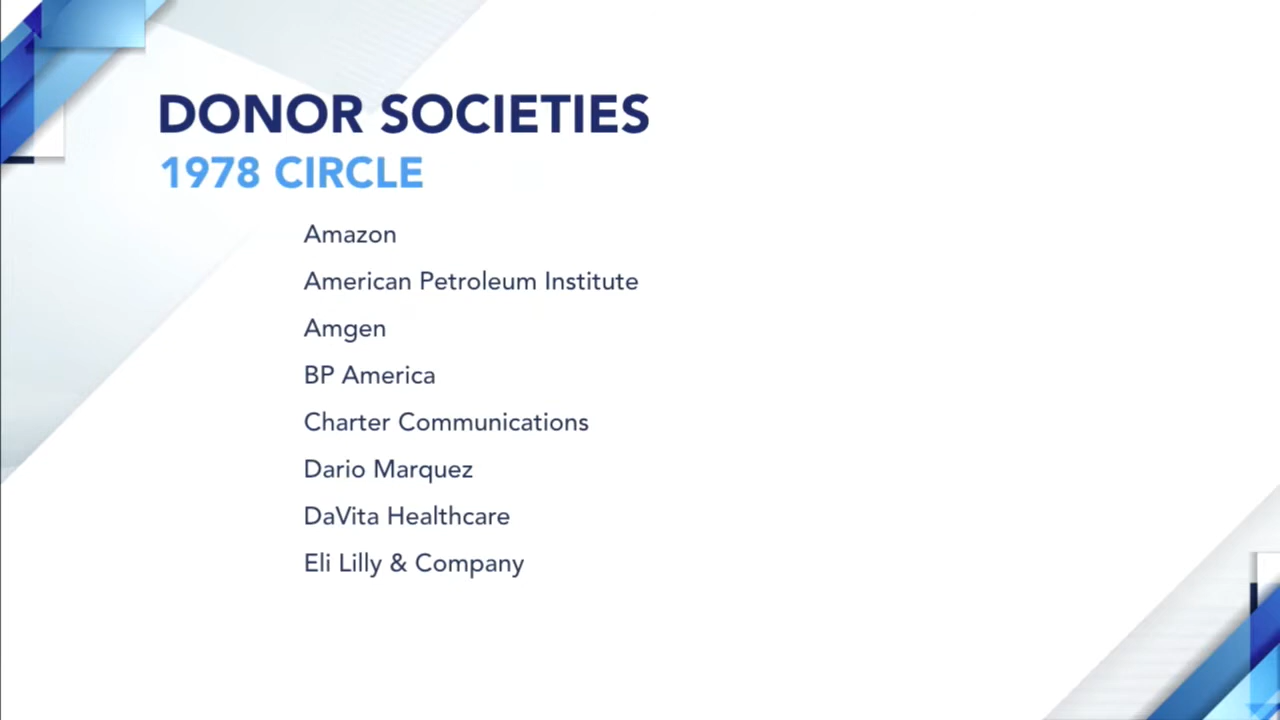 DONOR SOCIETIES
1978 CIRCLE
Amazon
American Petroleum Institute
Amgen
BP America
Charter Communications
Dario Marquez
DaVita Healthcare
Eli Lilly & Company